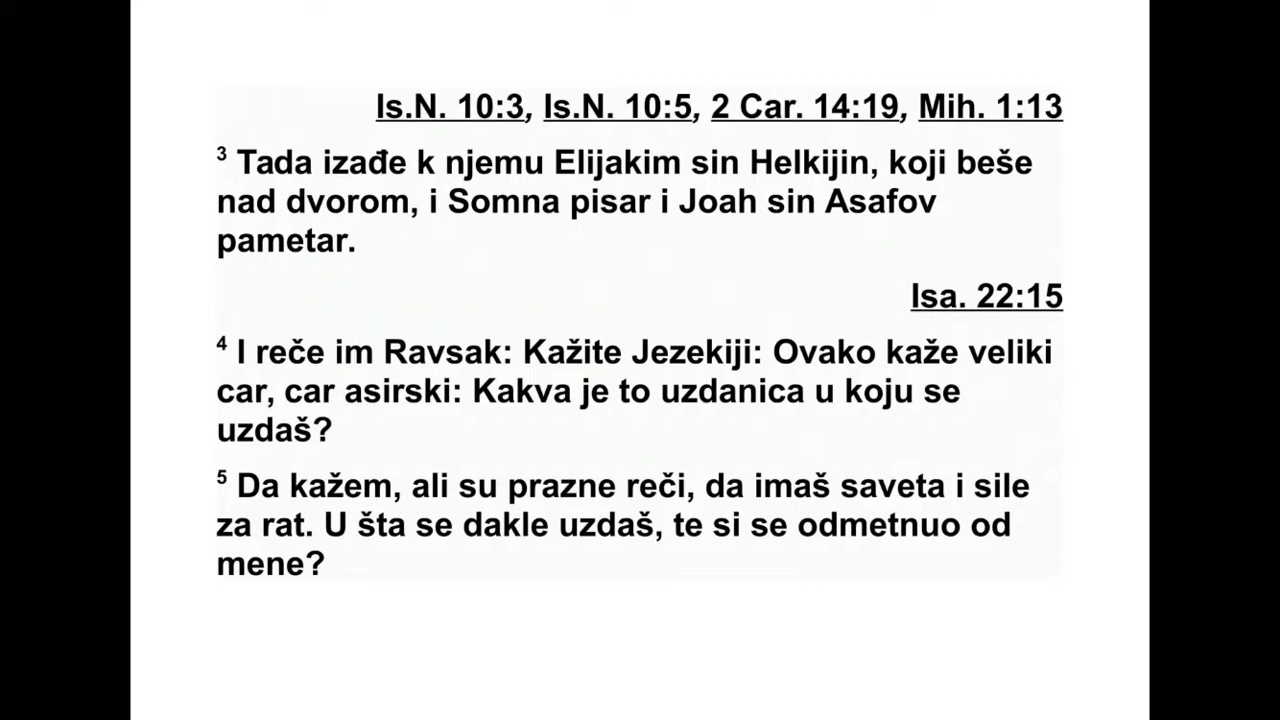 Is.N. 10:3, Is.N. 10:5, 2 Car. 14:19, Mih. 1:13
3 Tada izađe k njemu Elijakim sin Helkijin, koji beše
nad dvorom, i Somna pisar i Joah sin Asafov
pametar.
Isa. 22:15
4 I reče im Ravsak: Kažite Jezekiji: Ovako kaže veliki
car, car asirski: Kakva je to uzdanica u koju se
uzdaš?
5 Da kažem, ali su prazne reči, da imaš saveta i sile
za rat. U šta se dakle uzdaš, te si se odmetnuo od
mene?